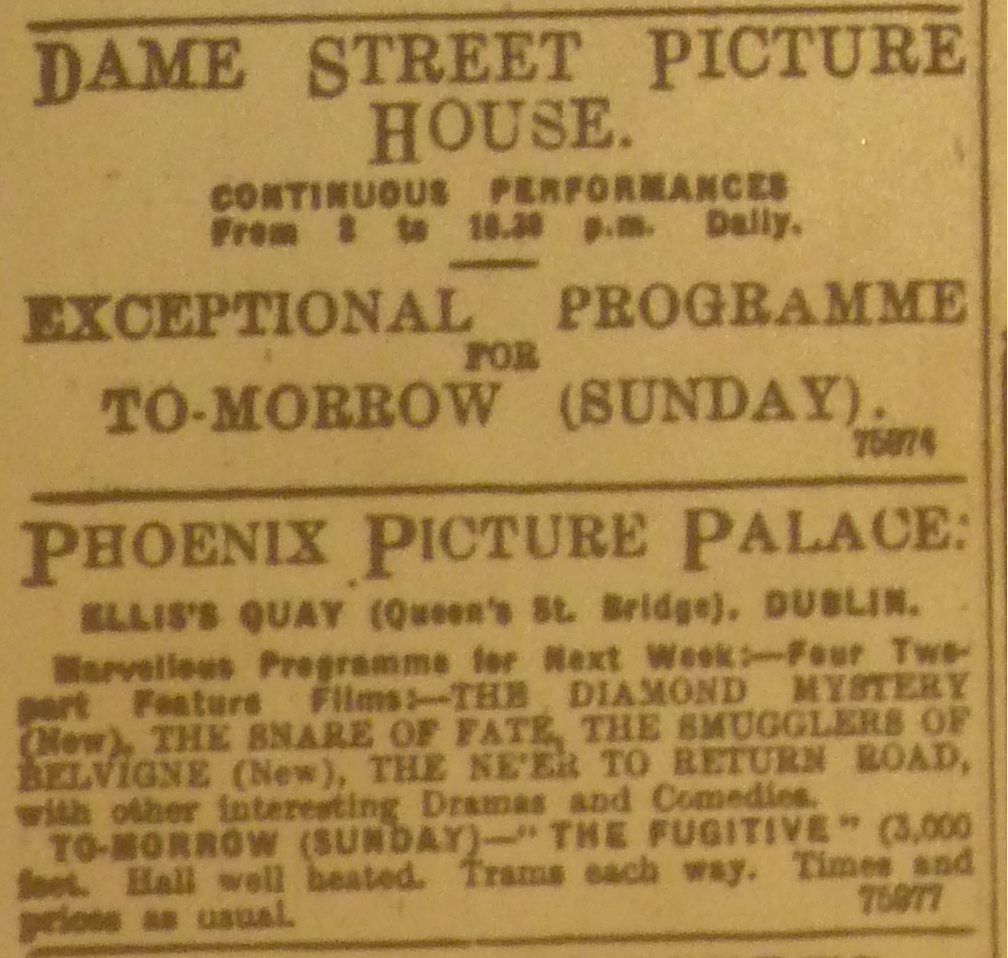 DAME STREET PICTURE
HOUSE.
CONTINUOUS PERFORMANCES
From 2 to 10.30 p.m. Daily.
EXCEPTIONAL PROGRAMME
FOR
TO-MORROW (SUNDAY).
75974
PHOENIX PICTURE PALACE:
ELLIS'S QUAY (Queen's St. Bridge), DUBLIN.
Marvellous Programme for Next Week:—Four Two-
part Feature Films:—THE DIAMOND MYSTERY
(New), THE SNARE OF FATE, THE SMUGGLERS OF
BELVIGNE (New), THE NE'ER TO RETURN ROAD,
with other interesting Dramas and Comedies.
TO-MORROW (SUNDAY)—" THE FUGITIVE " (3,000
feet. Hall well heated. Trams each way. Times and
prices as usual.
75977